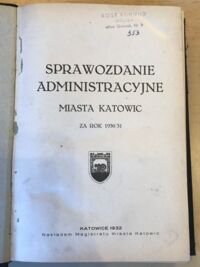 353
SPRAWOZDANIE
ADMINISTRACYJNE
MIASTA KATOWIC
ZA ROK 1930/31
KATOWICE 1932
Nakładem Magistratu miasta Katowic